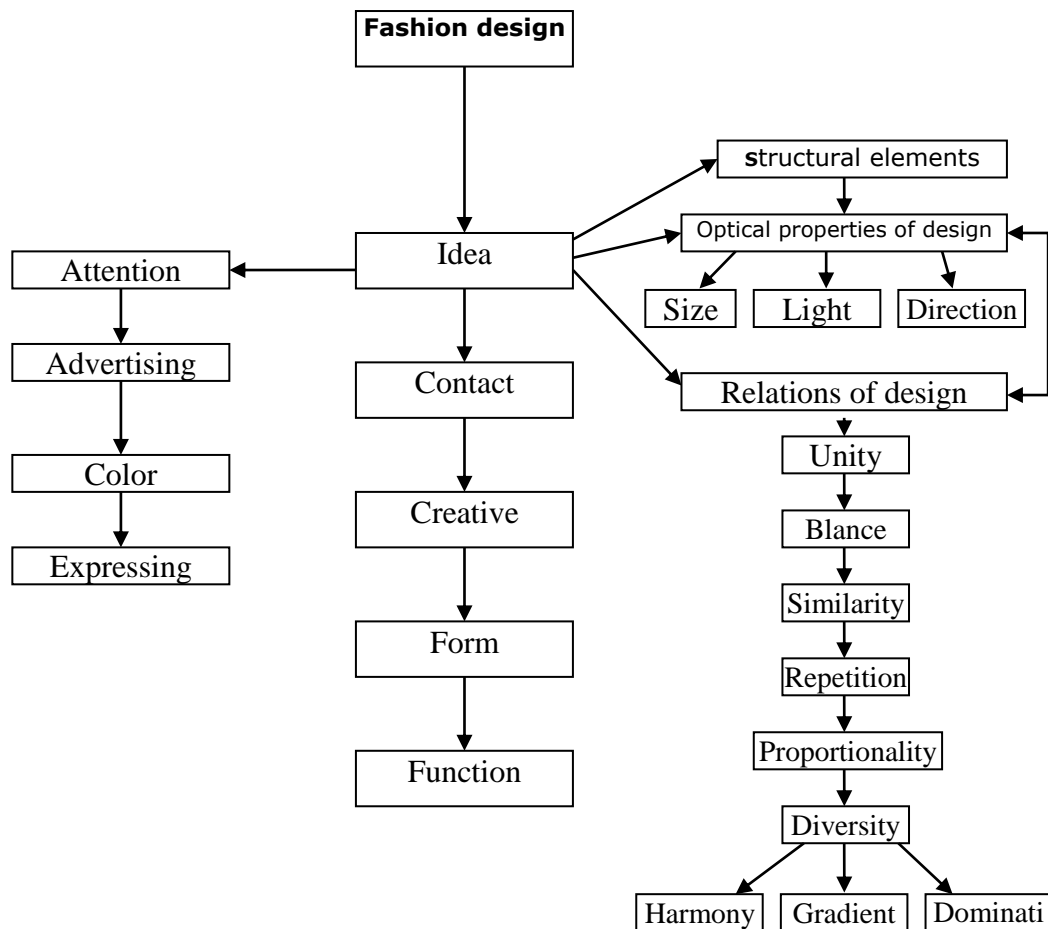 Fashion design
structural elements
Optical properties of design
Idea
Attention
Size
Light
Direction
Advertising
Contact
Relations of design
Unity
Color
Creative
Blance
Expressing
Similarity
Form
Repetition
Proportionality
Function
Diversity
Harmony
Gradient
Dominati